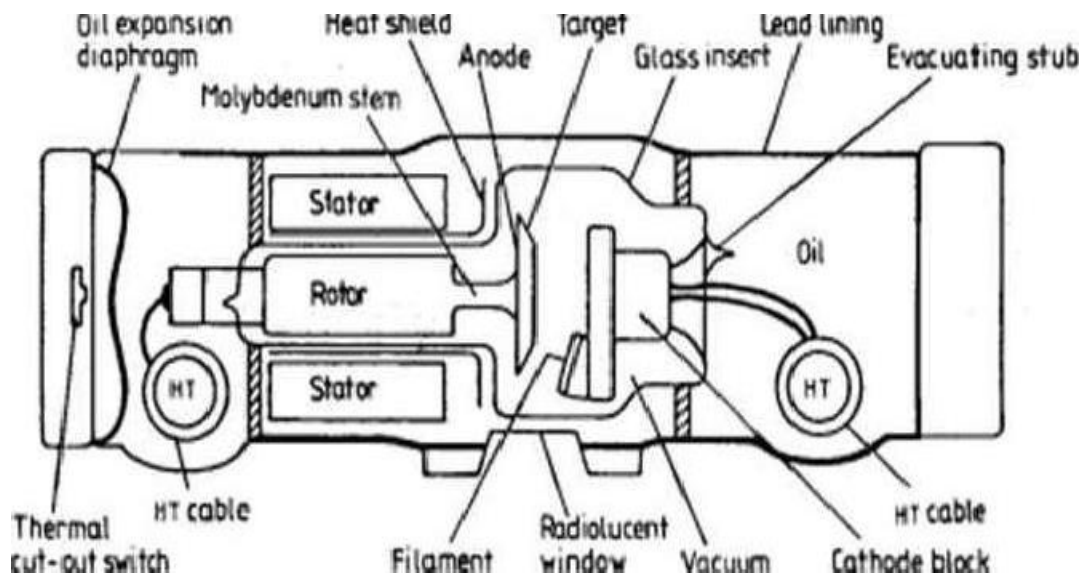 Oil expansion
diaphragm
Heat shield
Anode
Target
Lead lining
Glass insert
Evacuating stub
Molybdenum stem
Stator
Rotor
Oil
Stator
HT
HT
Thermal
cut-out switch
HT cable
Filament
Radiolucent
window
Vacuum
Cathode block
HT cable